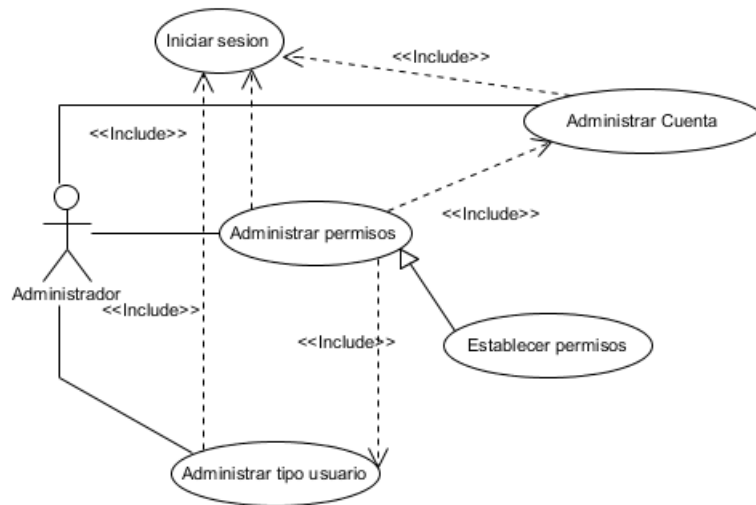 Iniciar sesion
<<Include>>
Administrar Cuenta
<<Include>>
<<Include>>
Administrar permisos
Administrador
<<Include>>
<<Include>>
Establecer permisos
Administrar tipo usuario